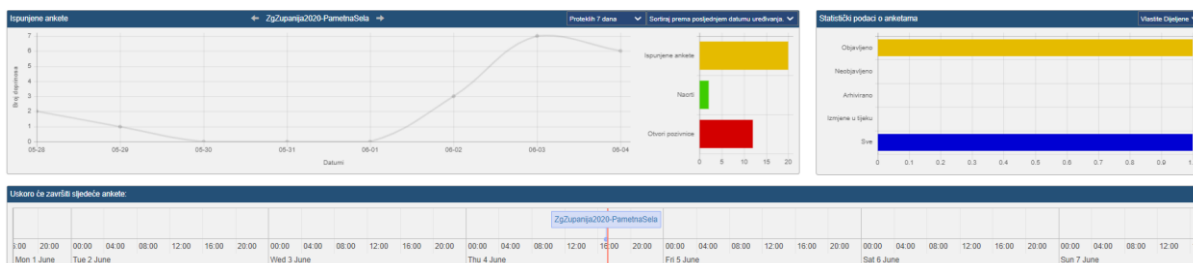 Ispunjene ankete
← ZgZupanija2020-PametnaSela →
Proteklih 7 dana
Sortiraj prema posljednjem datumu uređivanja.
7
6
5
4
3
2
1
0
Broj doprinosa
05-28 05-29 05-30 05-31 06-01 06-02 06-03 06-04
Datumi
Ispunjene ankete
Nacrti
Otvori pozivnice
0 5 10 15 20
Statistički podaci o anketama
Vlastite Dijeljene
Objavljeno
Neobjavljeno
Arhivirano
Izmjene u tijeku
Sve
0 0.1 0.2 0.3 0.4 0.5 0.6 0.7 0.8 0.9
Uskoro će završiti sljedeće ankete:
ZgZupanija2020-PametnaSela
20:00 00:00 04:00 08:00 12:00 16:00 20:00 00:00 04:00 08:00 12:00 16:00 20:00 00:00 04:00 08:00 12:00 16:00 20:00 00:00 04:00 08:00 12:00 16:00 20:00 00:00 04:00 08:00 12:00 16:00 20:00 00:00 04:00 08:00 12:00
Mon 1 June Tue 2 June Wed 3 June Thu 4 June Fri 5 June Sat 6 June Sun 7 June